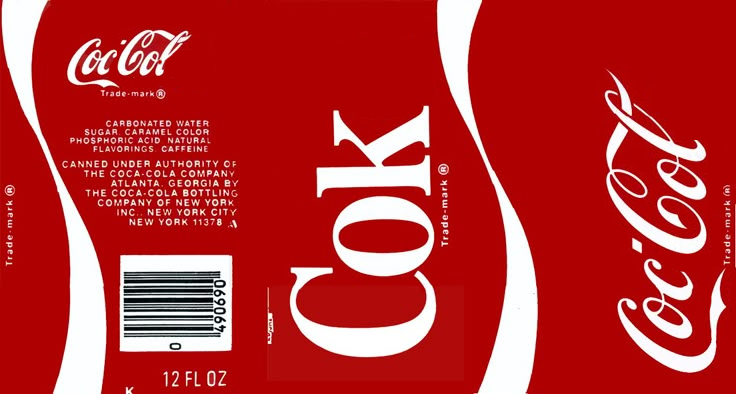 Coc'Col
Trade-mark®
CARBONATED WATER
SUGAR. CARAMEL COLOR
PHOSPHORIC ACID NATURAL
FLAVORINGS. CAFFEINE
CANNED UNDER AUTHORITY OF
THE COCA-COLA COMPANY
ATLANTA. GEORGIA BY
THE COCA-COLA BOTTLING
COMPANY OF NEW YORK
INC., NEW YORK CITY
NEW YORK 11378
Trade-mark®
0
490690
12 FL OZ
K
Cok
Trade-mark®
Coc'Col
Trade-mark®